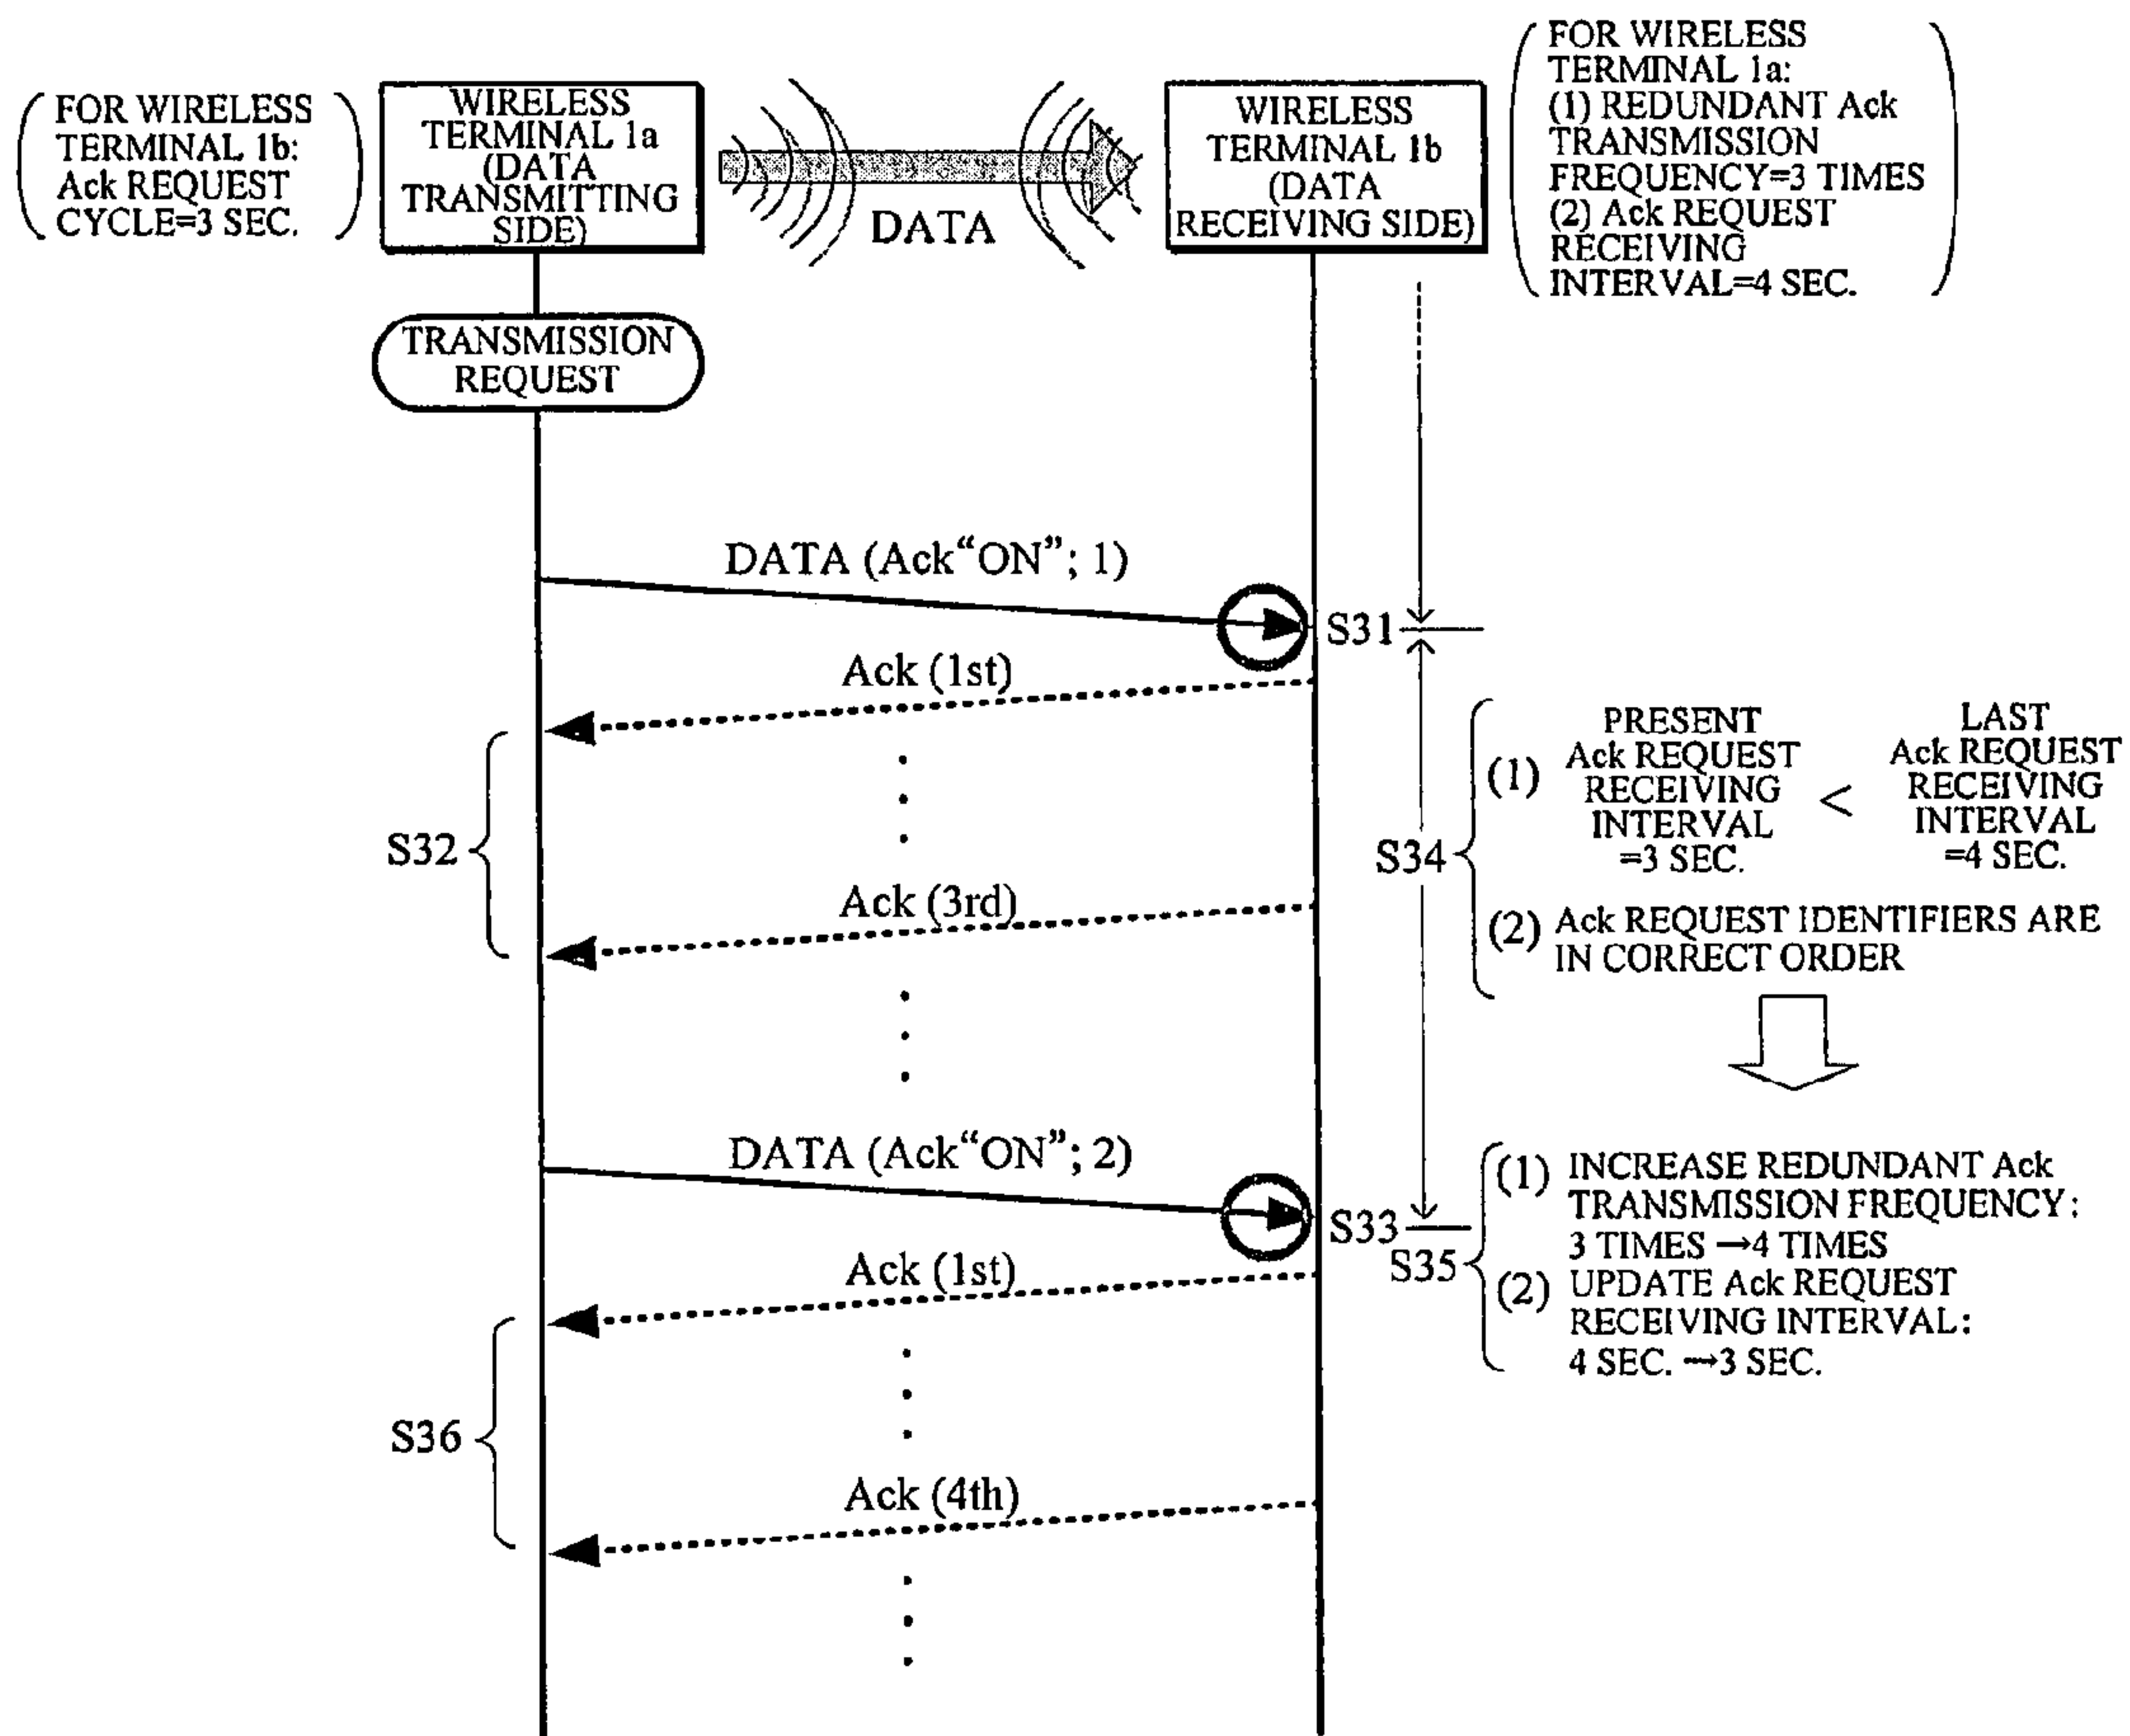 FOR WIRELESS
TERMINAL 1b:
Ack REQUEST
CYCLE=3 SEC.
WIRELESS
TERMINAL 1a
(DATA
TRANSMITTING
SIDE)
DATA
WIRELESS
TERMINAL 1b
(DATA
RECEIVING SIDE)
FOR WIRELESS
TERMINAL 1a:
(1) REDUNDANT Ack
TRANSMISSION
FREQUENCY=3 TIMES
(2) Ack REQUEST
RECEIVING
INTERVAL=4 SEC.
TRANSMISSION
REQUEST
DATA (Ack“ON”; 1)
S31
Ack (1st)
S32
Ack (3rd)
S34
(1)
PRESENT
Ack REQUEST
RECEIVING
INTERVAL
=3 SEC.
<
LAST
Ack REQUEST
RECEIVING
INTERVAL
=4 SEC.
(2) Ack REQUEST IDENTIFIERS ARE
IN CORRECT ORDER
DATA (Ack“ON”; 2)
S33
S35
(1) INCREASE REDUNDANT Ack
TRANSMISSION FREQUENCY:
3 TIMES →4 TIMES
(2) UPDATE Ack REQUEST
RECEIVING INTERVAL:
4 SEC. →3 SEC.
Ack (1st)
S36
Ack (4th)